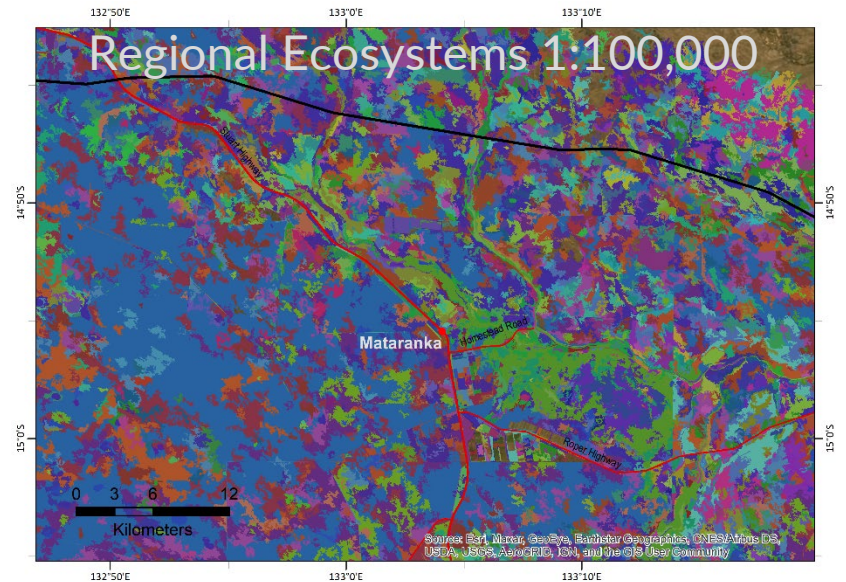 132°50'E 133°0'E 133°10'E
Regional Ecosystems 1:100,000
Stuart Highway
14°50'S 14°50'S
Homestead Road
Mataranka
15°0'S 15°0'S
Roper Highway
0 3 6 12
Kilometers
Source: Esri, Maxar, GeoEye, Earthstar Geographics, CNES/Airbus DS,
USDA, USGS, AeroGRID, IGN, and the GIS User Community
132°50'E 133°0'E 133°10'E